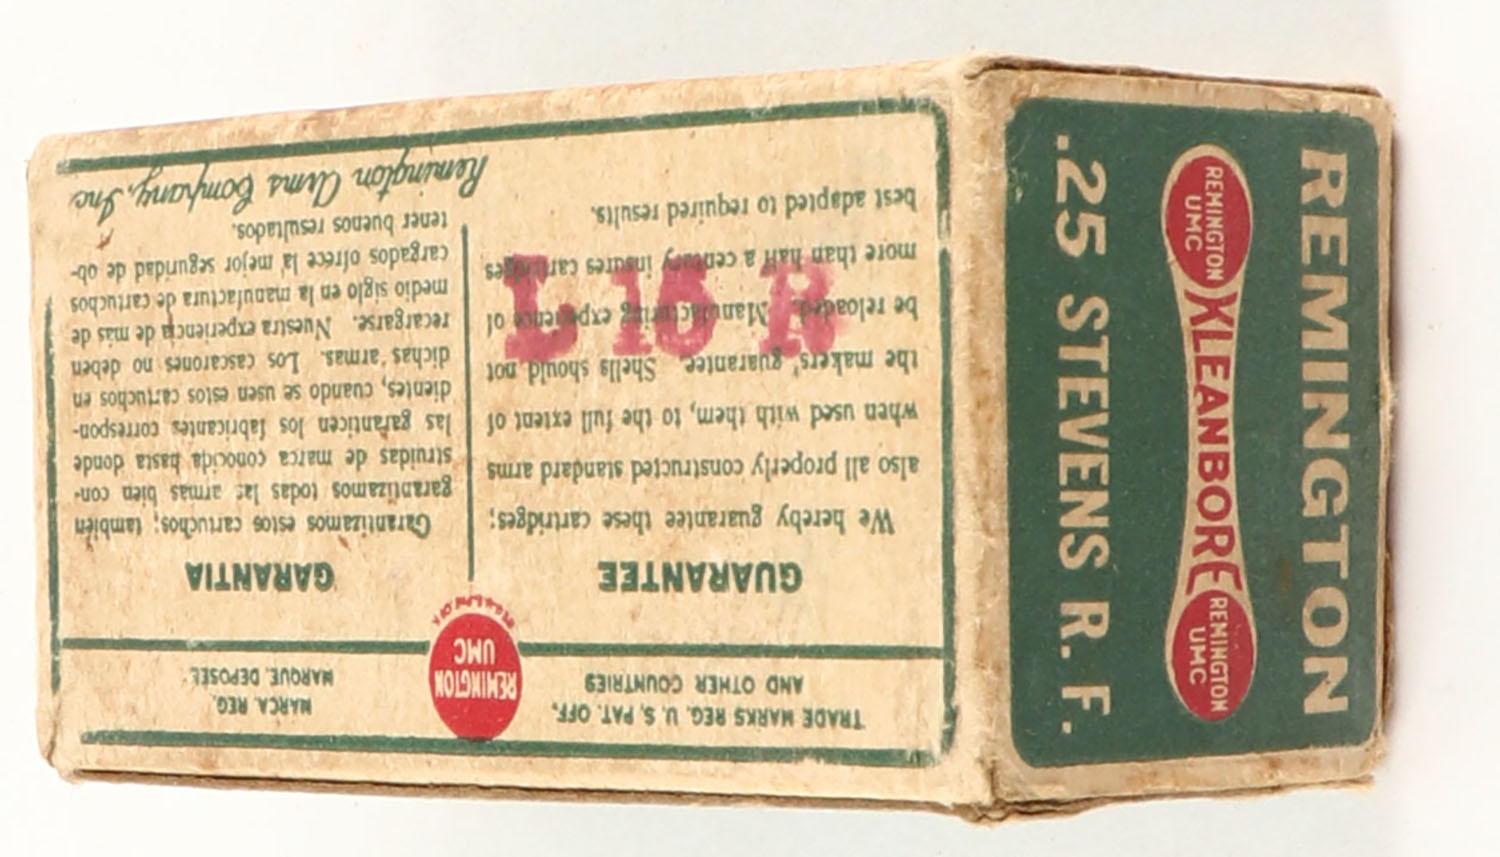 TRADE MARKS REG. U. S. PAT. OFF.
AND OTHER COUNTRIES
REMINGTON
UMC
MARCA REG.
MARQUE DEPOSEE
GUARANTEE
We hereby guarantee these cartridges;
also all properly constructed standard arms
when used with them, to the full extent of
the makers' guarantee. Shells should not
be reloaded. Manufacturing experience of
more than half a century insures cartridges
best adapted to required results.
L 16 R
GARANTIA
Garantizamos estos cartuchos; también
garantizamos todas las armas bien con-
struidas de marca conocida hasta donde
las garanticen los fabricantes correspon-
dientes, cuando se usen estos cartuchos en
dichas armas. Los cascarones no deben
recargarse. Nuestra experiencia de mas de
medio siglo en la manufactura de cartuchos
cargados ofrece la mejor seguridad de ob-
tener buenos resultados.
Remington Arms Company, Inc
REMINGTON
REMINGTON
UMC
KLEANBORE
REMINGTON
UMC
.25 STEVENS R. F.